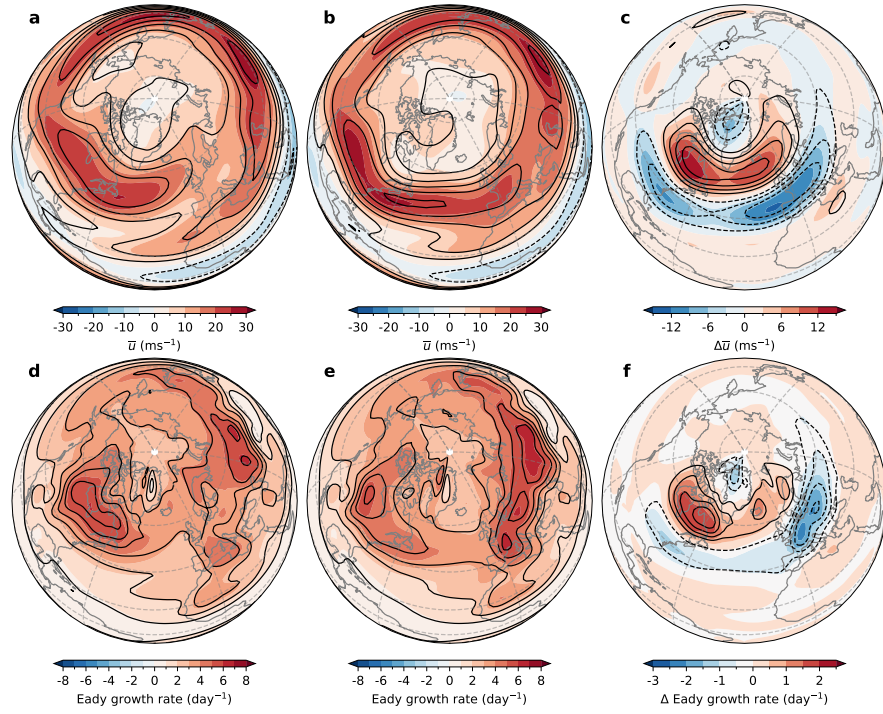 a b c
-30 -20 -10 0 10 20 30 -30 -20 -10 0 10 20 30 -12 -6 0 6 12
u̅ (ms⁻¹) u̅ (ms⁻¹) Δu̅ (ms⁻¹)
d e f
-8 -6 -4 -2 0 2 4 6 8 -8 -6 -4 -2 0 2 4 6 8 -3 -2 -1 0 1 2
Eady growth rate (day⁻¹) Eady growth rate (day⁻¹) Δ Eady growth rate (day⁻¹)